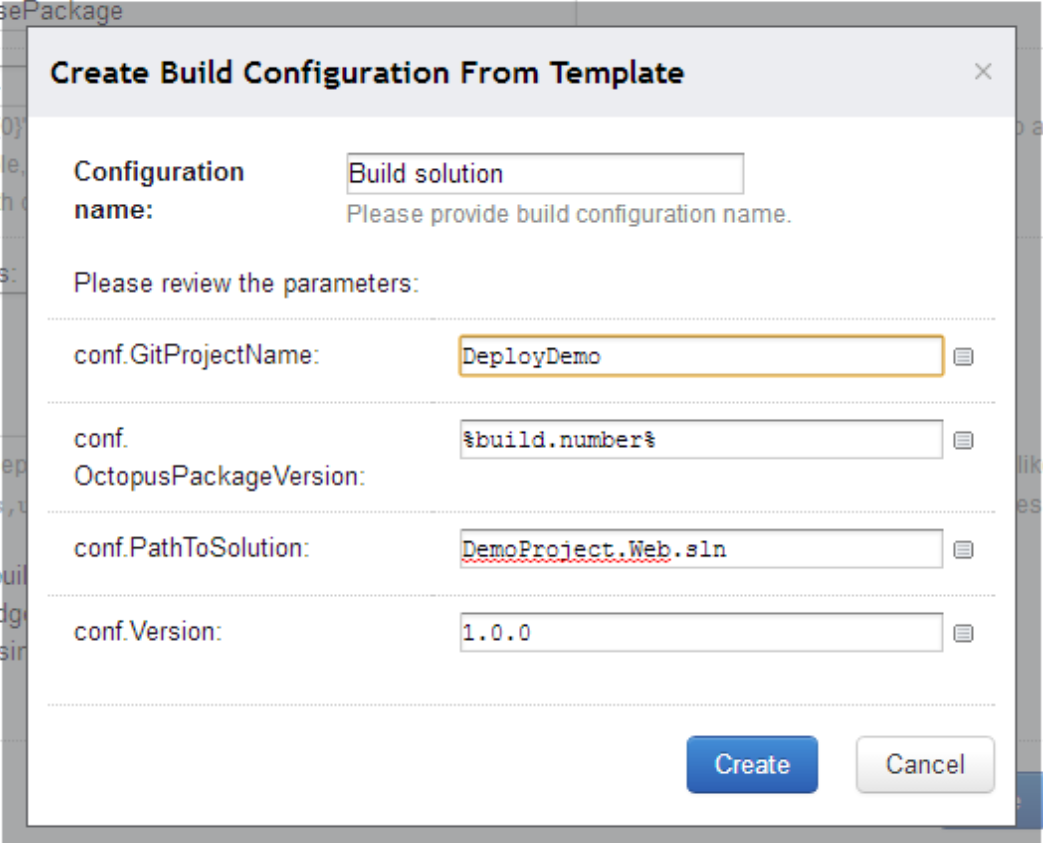 sePackage
Create Build Configuration From Template
×
Configuration
name:
Build solution
Please provide build configuration name.
Please review the parameters:
conf.GitProjectName:
DeployDemo
conf.
OctopusPackageVersion:
%build.number%
conf.PathToSolution:
DemoProject.Web.sln
conf.Version:
1.0.0
Create
Cancel